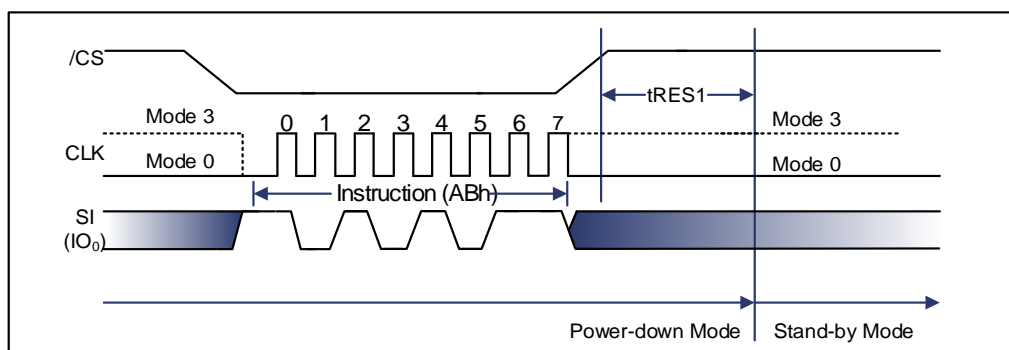 /CS
tRES1
Mode 3
0 1 2 3 4 5 6 7
Mode 3
CLK
Mode 0
Mode 0
Instruction (ABh)
SI
(IO₀)
Power-down Mode
Stand-by Mode